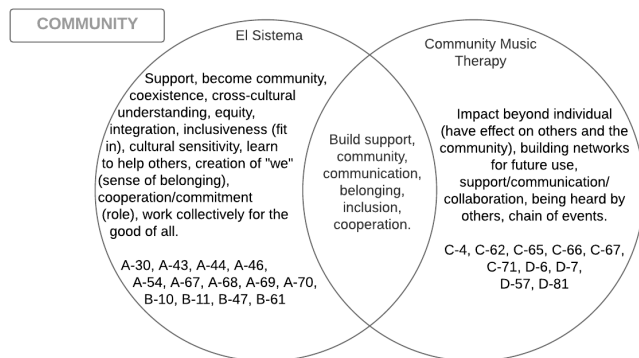 COMMUNITY
El Sistema
Support, become community,
coexistence, cross-cultural
understanding, equity,
integration, inclusiveness (fit
in), cultural sensitivity, learn
to help others, creation of "we"
(sense of belonging),
cooperation/commitment
(role), work collectively for the
good of all.
A-30, A-43, A-44, A-46,
A-54, A-67, A-68, A-69, A-70,
B-10, B-11, B-47, B-61
Build support,
community,
communication,
belonging,
inclusion,
cooperation.
Community Music
Therapy
Impact beyond individual
(have effect on others and the
community), building networks
for future use,
support/communication/
collaboration, being heard by
others, chain of events.
C-4, C-62, C-65, C-66, C-67,
C-71, D-6, D-7,
D-57, D-81